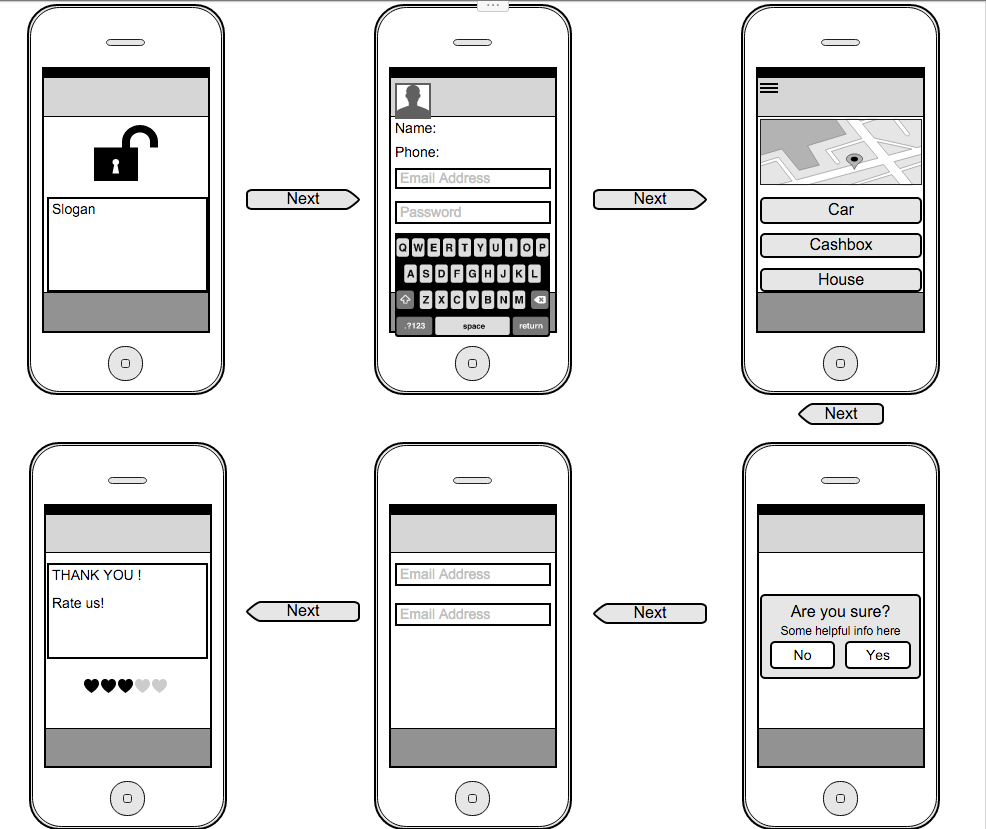 Slogan
Next
Name:
Phone:
Email Address
Password
Q W E R T Y U I O P
A S D F G H J K L
Z X C V B N M
.?123 space return
Next
Car
Cashbox
House
Next
Are you sure?
Some helpful info here
No Yes
Next
Email Address
Email Address
Next
THANK YOU !
Rate us!